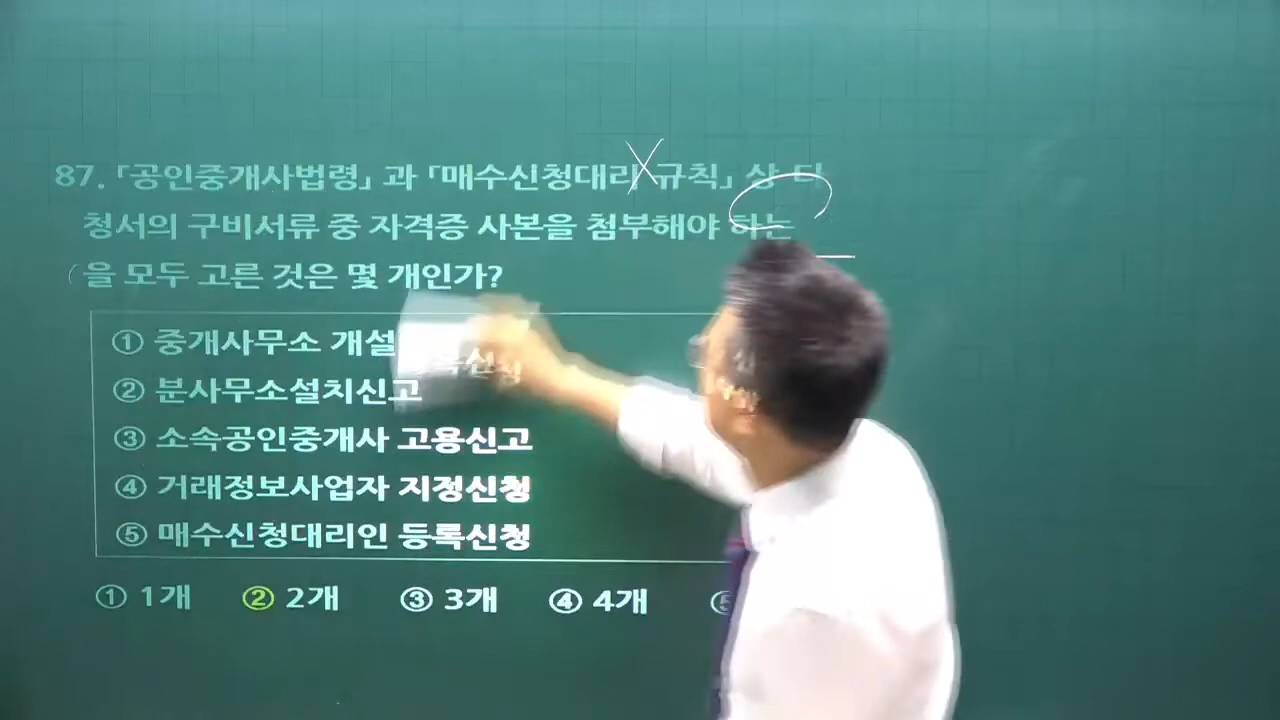 87. 「공인중개사법령」 과 「매수신청대리 규칙」 상 다
청서의 구비서류 중 자격증 사본을 첨부해야 하는
을 모두 고른 것은 몇 개인가?
① 중개사무소 개설
② 분사무소설치신고
③ 소속공인중개사 고용신고
④ 거래정보사업자 지정신청
⑤ 매수신청대리인 등록신청
① 1개 ② 2개 ③ 3개 ④ 4개